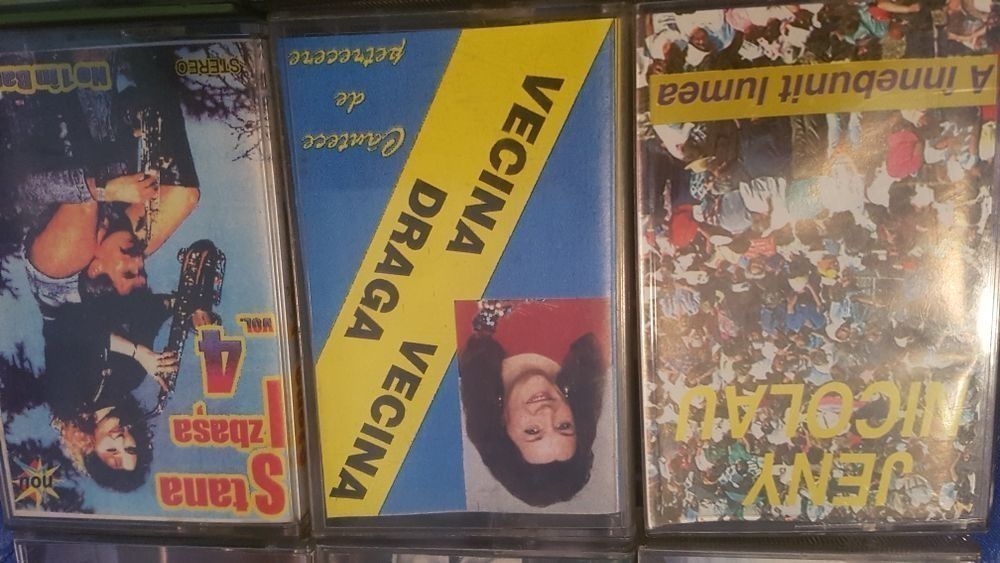 nou
Stana
Izbașa
VOL.
4
STEREO
VECINA
DRAGA VECINA
Cântece
de
petrecere
JENY
NICOLAU
A înnebunit lumea